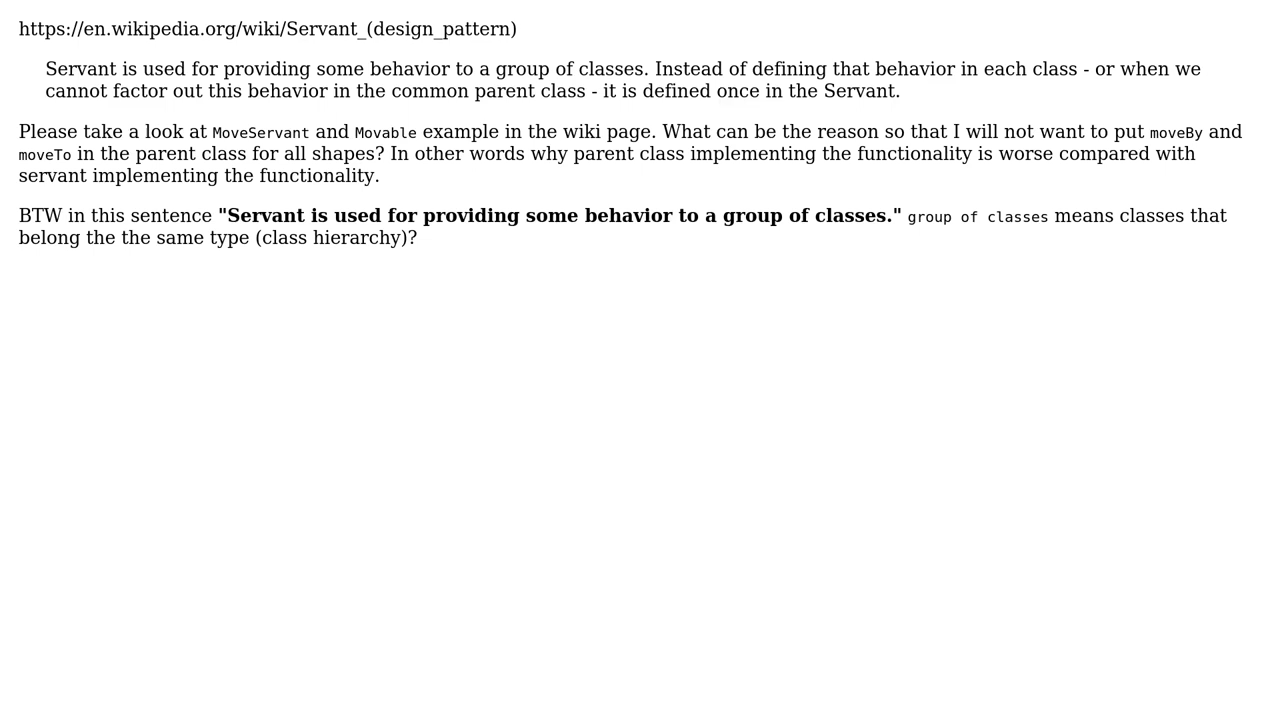 https://en.wikipedia.org/wiki/Servant_(design_pattern)
Servant is used for providing some behavior to a group of classes. Instead of defining that behavior in each class - or when we
cannot factor out this behavior in the common parent class - it is defined once in the Servant.
Please take a look at MoveServant and Movable example in the wiki page. What can be the reason so that I will not want to put moveBy and
moveTo in the parent class for all shapes? In other words why parent class implementing the functionality is worse compared with
servant implementing the functionality.
BTW in this sentence "Servant is used for providing some behavior to a group of classes." group of classes means classes that
belong the the same type (class hierarchy)?